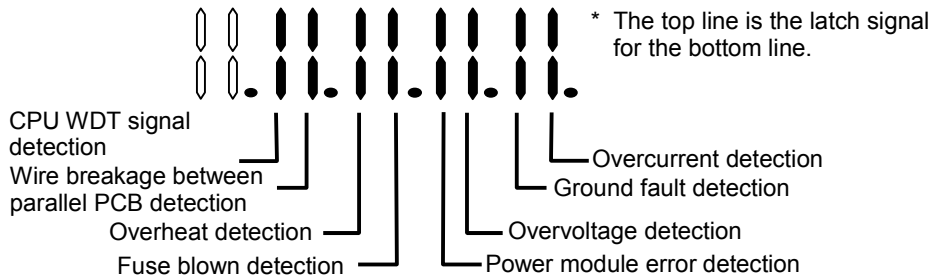 * The top line is the latch signal
for the bottom line.
CPU WDT signal
detection
Wire breakage between
parallel PCB detection
Overheat detection
Fuse blown detection
Overcurrent detection
Ground fault detection
Overvoltage detection
Power module error detection